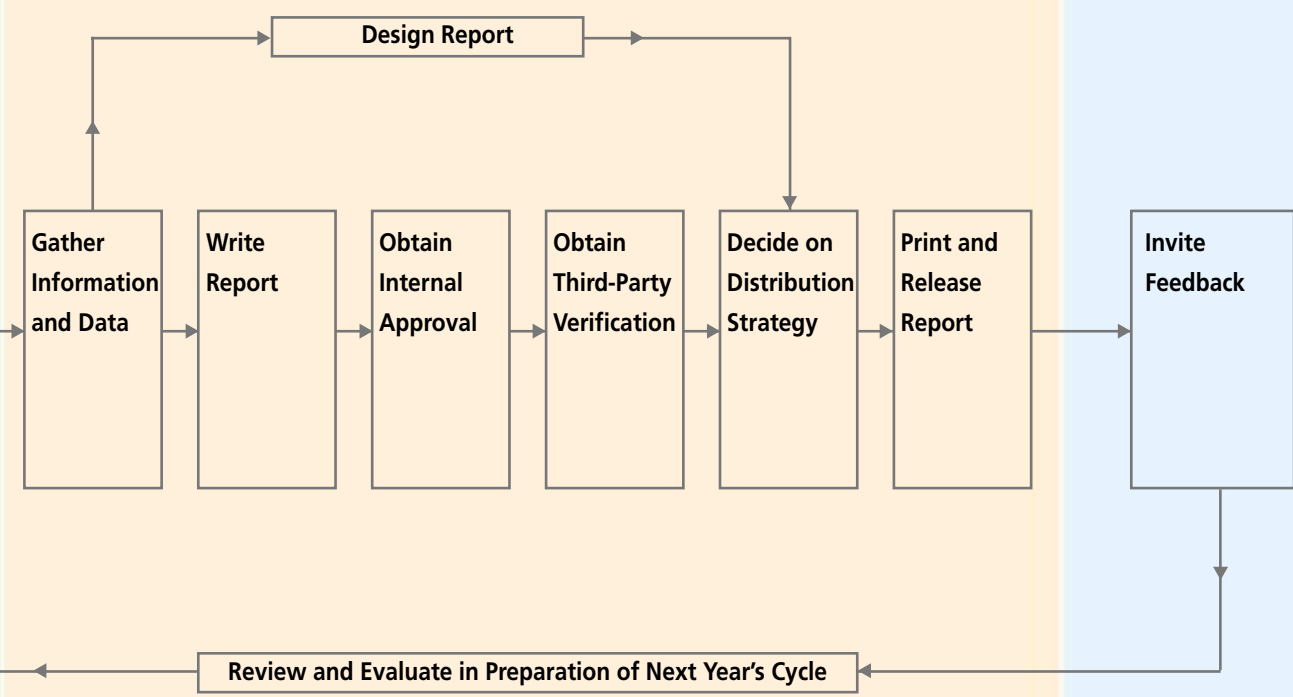 Design Report
Gather
Information
and Data
Write
Report
Obtain
Internal
Approval
Obtain
Third-Party
Verification
Decide on
Distribution
Strategy
Print and
Release
Report
Invite
Feedback
Review and Evaluate in Preparation of Next Year's Cycle